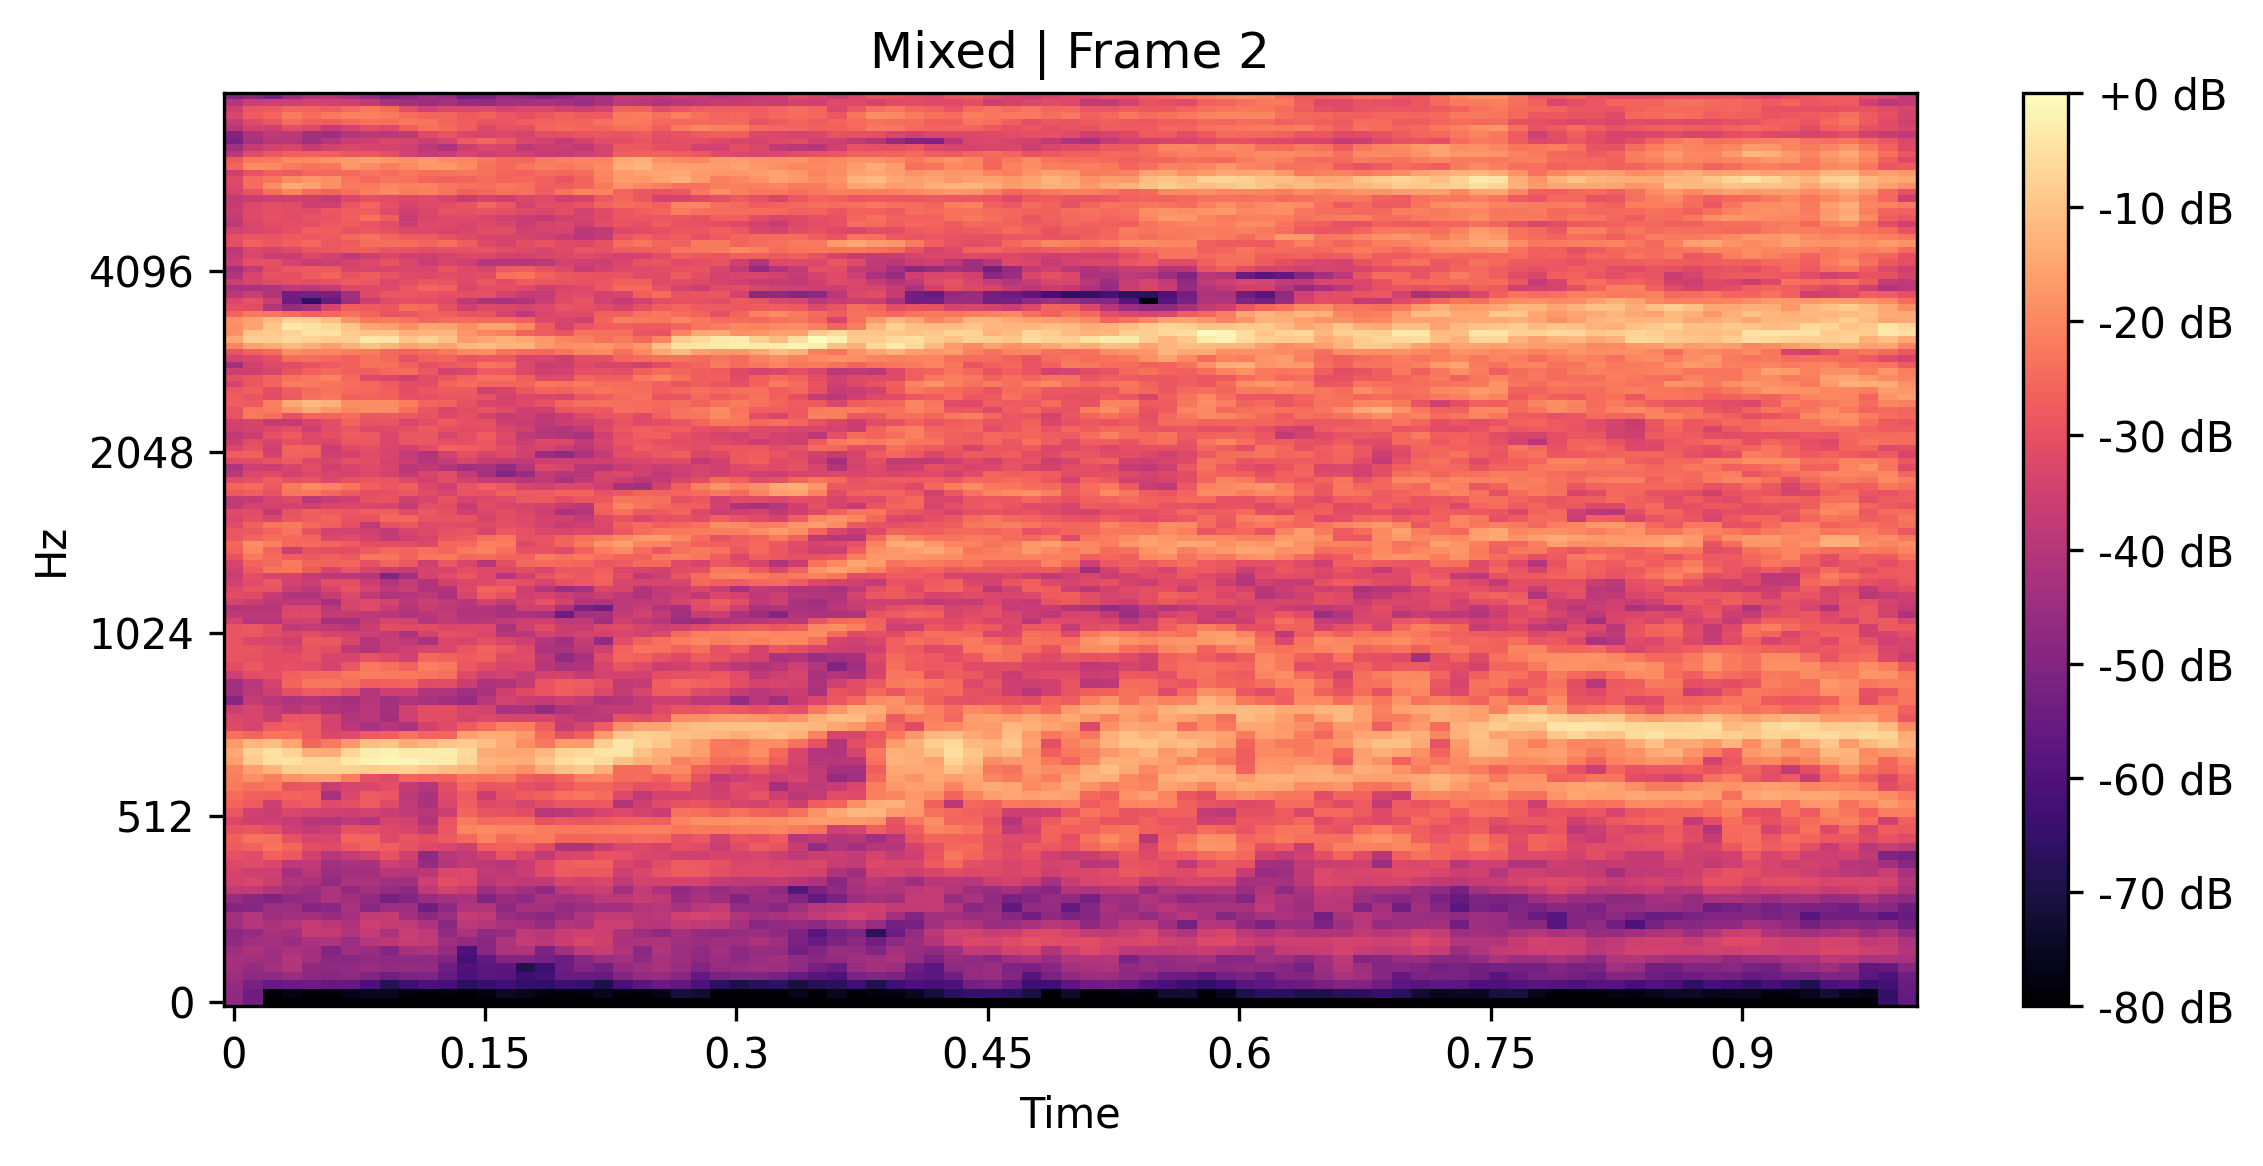 Mixed | Frame 2
Hz
4096
2048
1024
512
0
0 0.15 0.3 0.45 0.6 0.75 0.9
Time
+0 dB
-10 dB
-20 dB
-30 dB
-40 dB
-50 dB
-60 dB
-70 dB
-80 dB